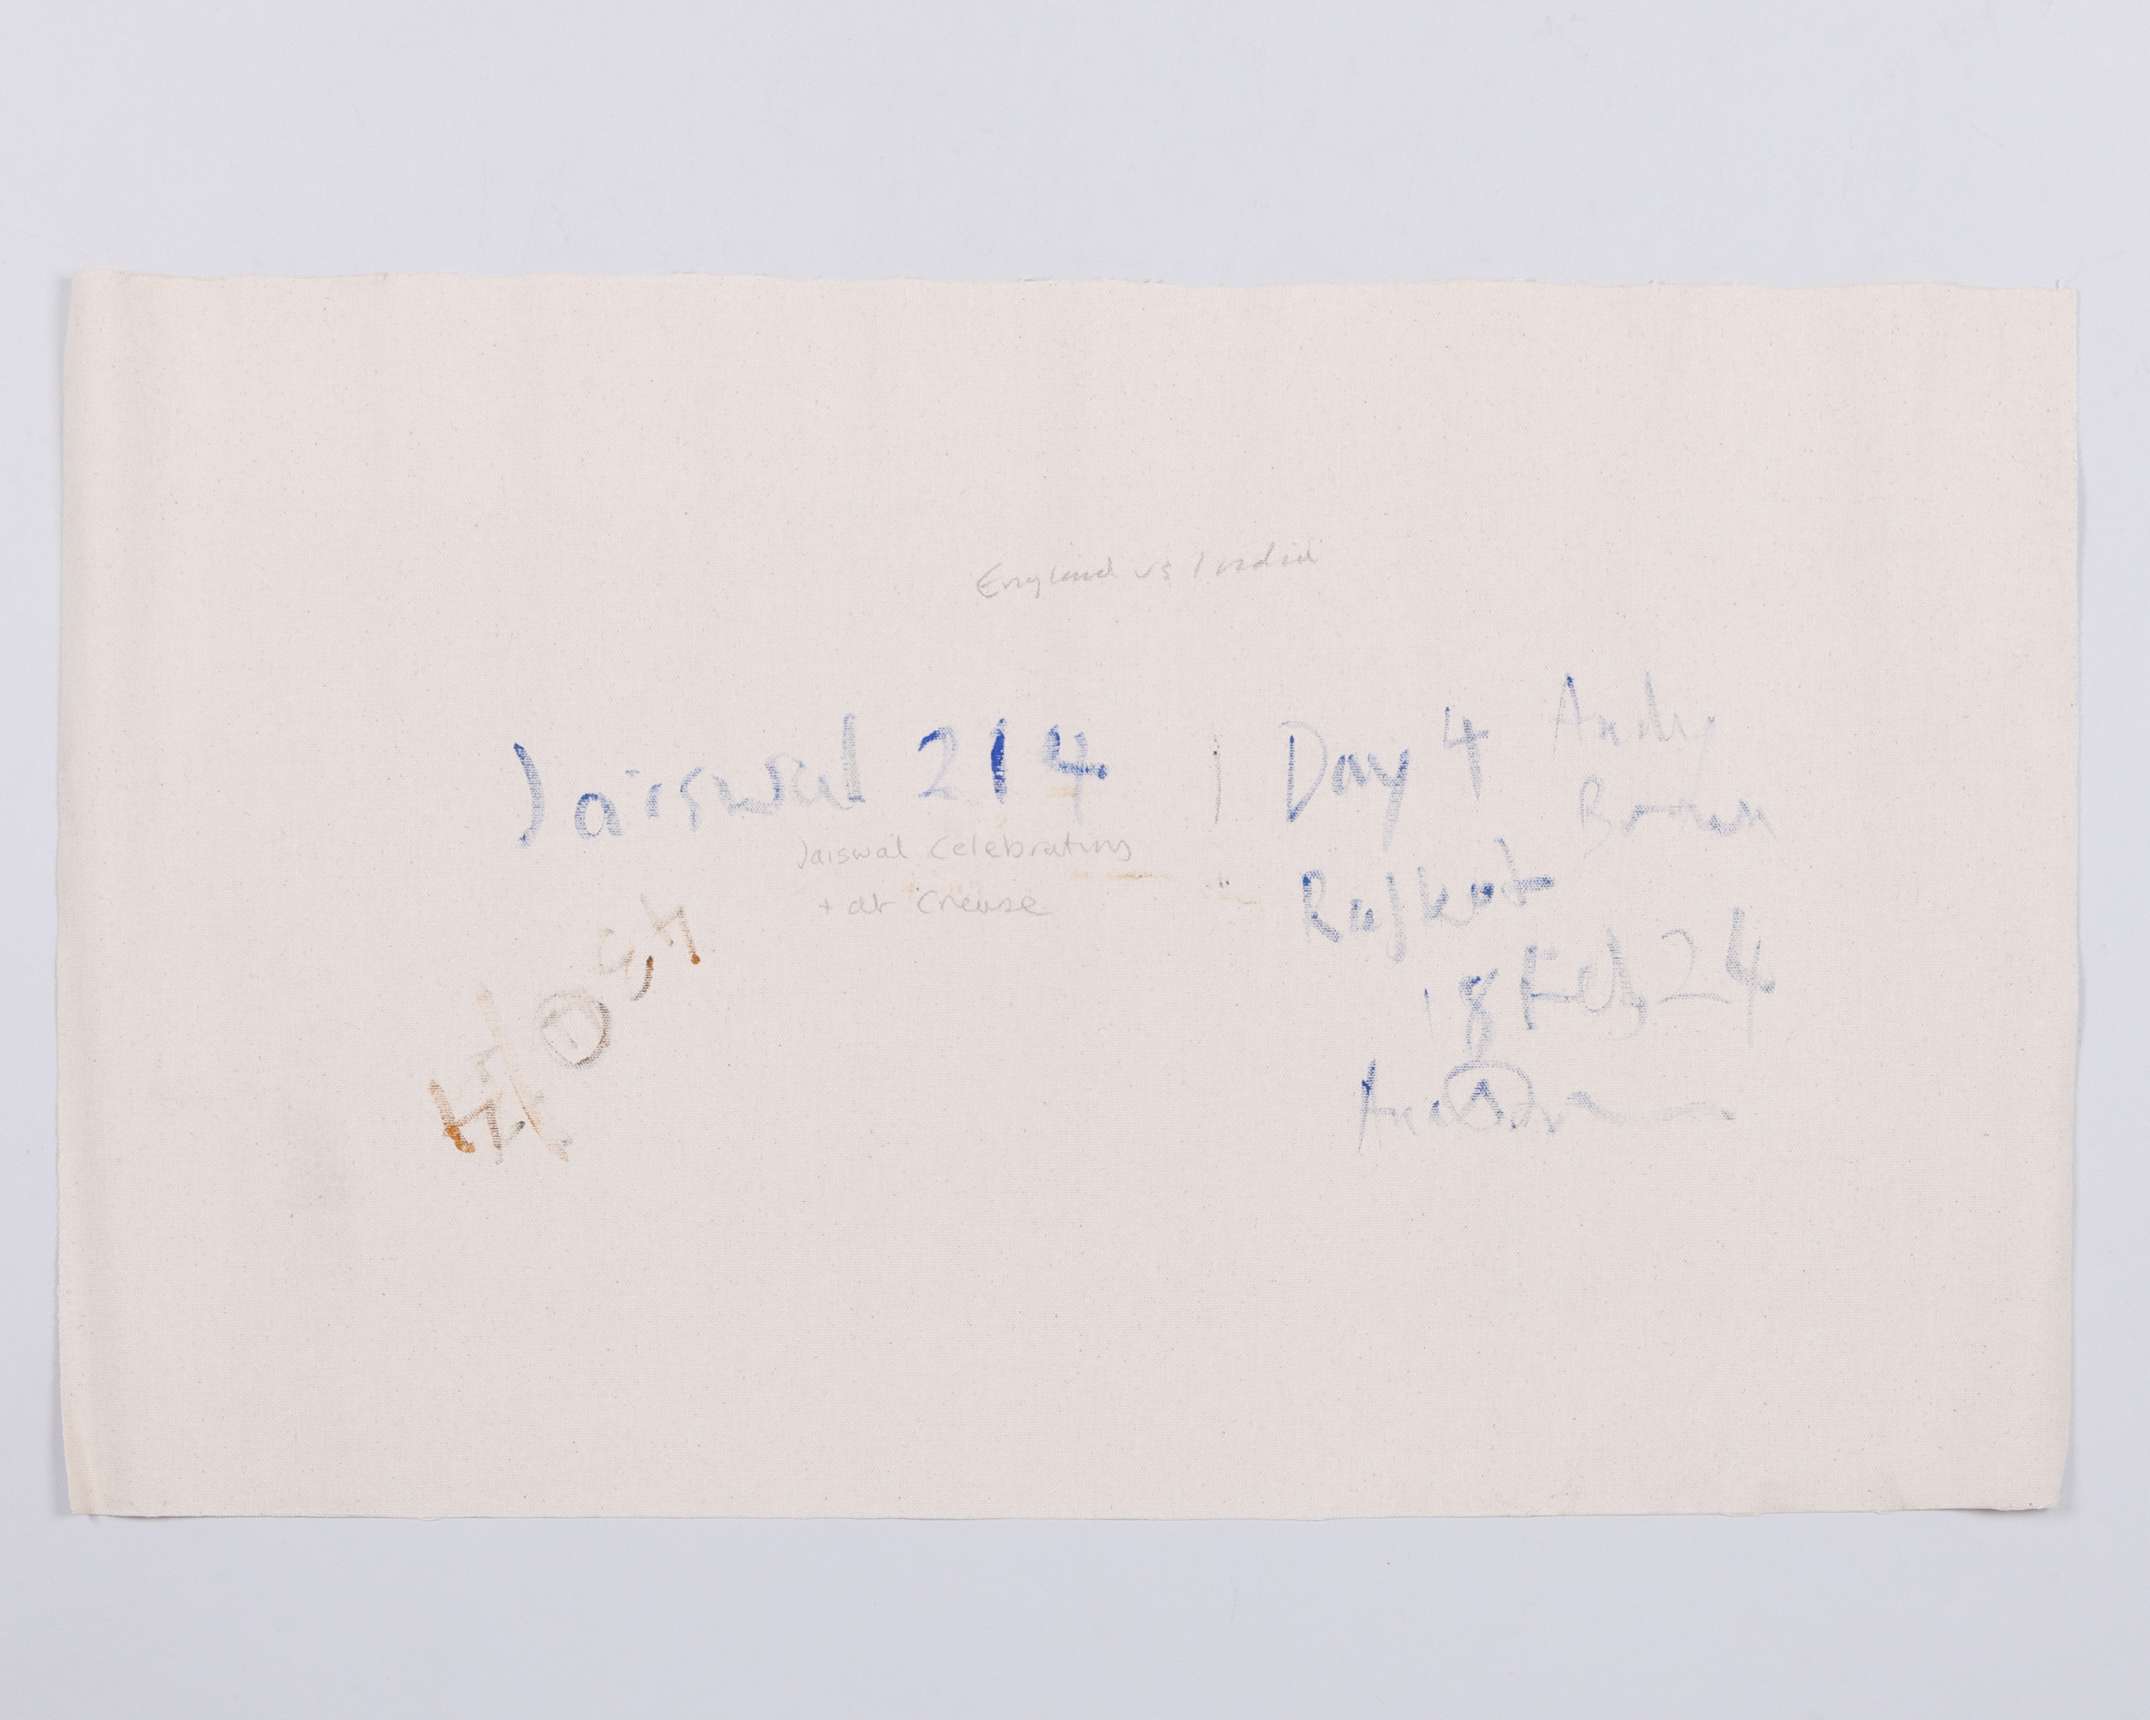 England vs India
Jaiswal 214 | Day 4 Andy
Brown
Jaiswal Celebrating
+ at Crease
Rajkot
18 Feb 24